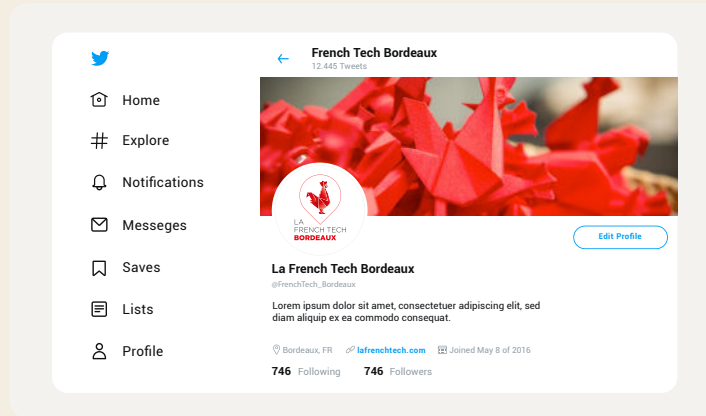 Home
Explore
Notifications
Messeges
Saves
Lists
Profile
French Tech Bordeaux
12.445 Tweets
LA
FRENCH TECH
BORDEAUX
Edit Profile
La French Tech Bordeaux
@FrenchTech_Bordeaux
Lorem ipsum dolor sit amet, consectetuer adipiscing elit, sed
diam aliquip ex ea commodo consequat.
Bordeaux, FR lafrenchtech.com Joined May 8 of 2016
746 Following 746 Followers